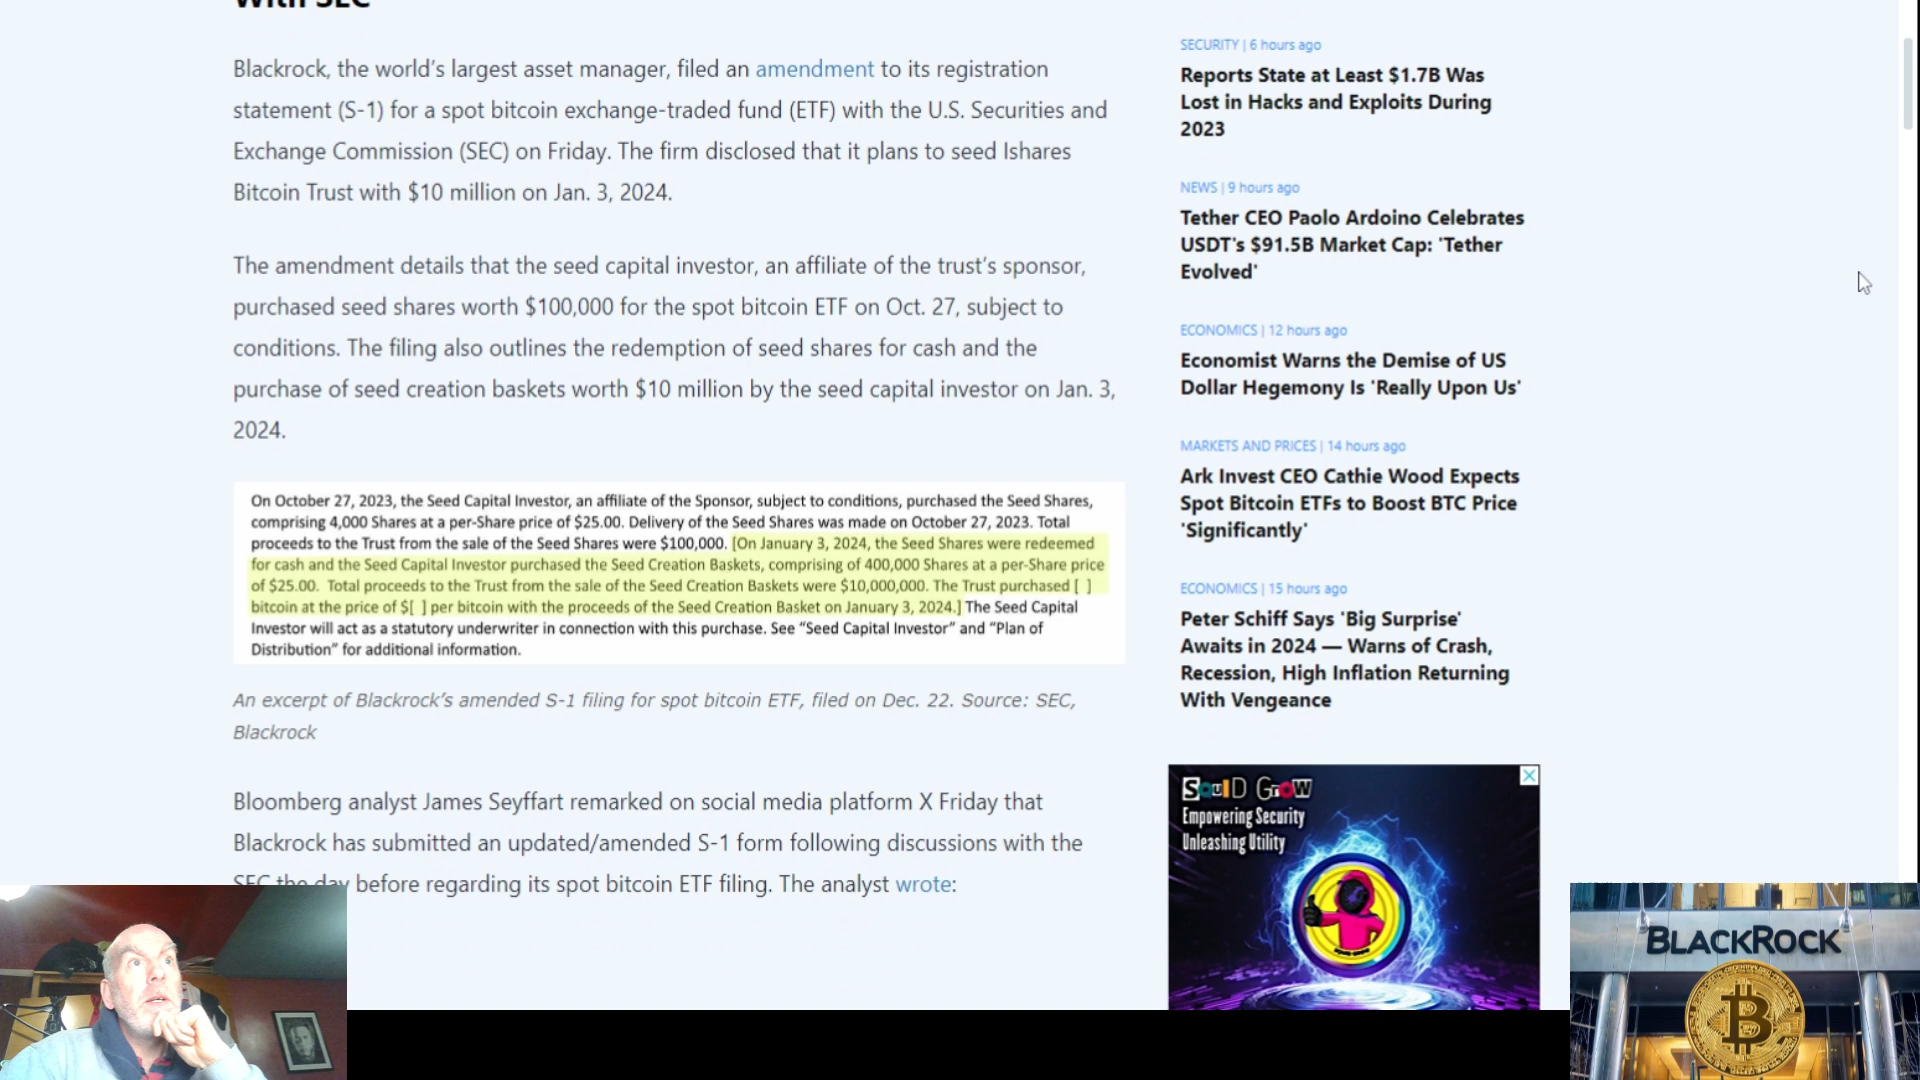 With SEC
Blackrock, the world's largest asset manager, filed an amendment to its registration
statement (S-1) for a spot bitcoin exchange-traded fund (ETF) with the U.S. Securities and
Exchange Commission (SEC) on Friday. The firm disclosed that it plans to seed Ishares
Bitcoin Trust with $10 million on Jan. 3, 2024.
The amendment details that the seed capital investor, an affiliate of the trust's sponsor,
purchased seed shares worth $100,000 for the spot bitcoin ETF on Oct. 27, subject to
conditions. The filing also outlines the redemption of seed shares for cash and the
purchase of seed creation baskets worth $10 million by the seed capital investor on Jan. 3,
2024.
On October 27, 2023, the Seed Capital Investor, an affiliate of the Sponsor, subject to conditions, purchased the Seed Shares,
comprising 4,000 Shares at a per-Share price of $25.00. Delivery of the Seed Shares was made on October 27, 2023. Total
proceeds to the Trust from the sale of the Seed Shares were $100,000. [On January 3, 2024, the Seed Shares were redeemed
for cash and the Seed Capital Investor purchased the Seed Creation Baskets, comprising of 400,000 Shares at a per-Share price
of $25.00. Total proceeds to the Trust from the sale of the Seed Creation Baskets were $10,000,000. The Trust purchased [ ]
bitcoin at the price of $[ ] per bitcoin with the proceeds of the Seed Creation Basket on January 3, 2024.] The Seed Capital
Investor will act as a statutory underwriter in connection with this purchase. See “Seed Capital Investor” and “Plan of
Distribution” for additional information.
An excerpt of Blackrock's amended S-1 filing for spot bitcoin ETF, filed on Dec. 22. Source: SEC,
Blackrock
Bloomberg analyst James Seyffart remarked on social media platform X Friday that
Blackrock has submitted an updated/amended S-1 form following discussions with the
SEC the day before regarding its spot bitcoin ETF filing. The analyst wrote:
SECURITY | 6 hours ago
Reports State at Least $1.7B Was
Lost in Hacks and Exploits During
2023
NEWS | 9 hours ago
Tether CEO Paolo Ardoino Celebrates
USDT's $91.5B Market Cap: 'Tether
Evolved'
ECONOMICS | 12 hours ago
Economist Warns the Demise of US
Dollar Hegemony Is 'Really Upon Us'
MARKETS AND PRICES | 14 hours ago
Ark Invest CEO Cathie Wood Expects
Spot Bitcoin ETFs to Boost BTC Price
'Significantly'
ECONOMICS | 15 hours ago
Peter Schiff Says 'Big Surprise'
Awaits in 2024 — Warns of Crash,
Recession, High Inflation Returning
With Vengeance
SquID GroW
Empowering Security
Unleashing Utility
BLACKROCK